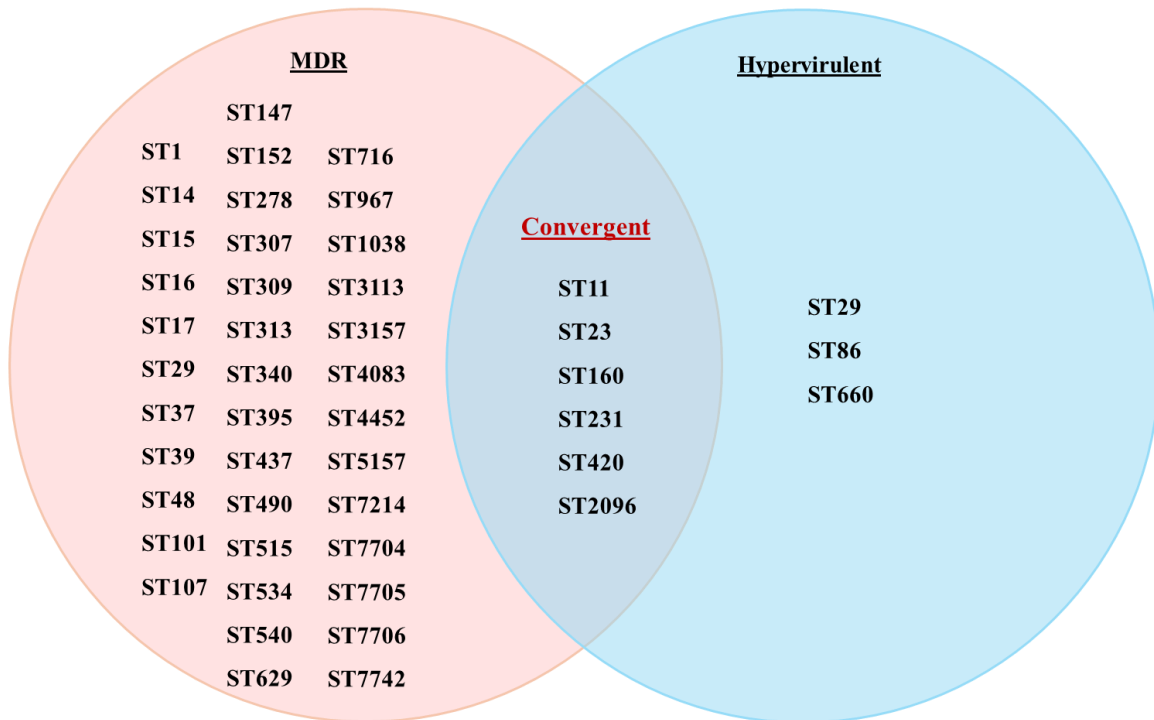 MDR
ST1
ST14
ST15
ST16
ST17
ST29
ST37
ST39
ST48
ST101
ST107
ST147
ST152
ST278
ST307
ST309
ST313
ST340
ST395
ST437
ST490
ST515
ST534
ST540
ST629
ST716
ST967
ST1038
ST3113
ST3157
ST4083
ST4452
ST5157
ST7214
ST7704
ST7705
ST7706
ST7742
Convergent
ST11
ST23
ST160
ST231
ST420
ST2096
Hypervirulent
ST29
ST86
ST660